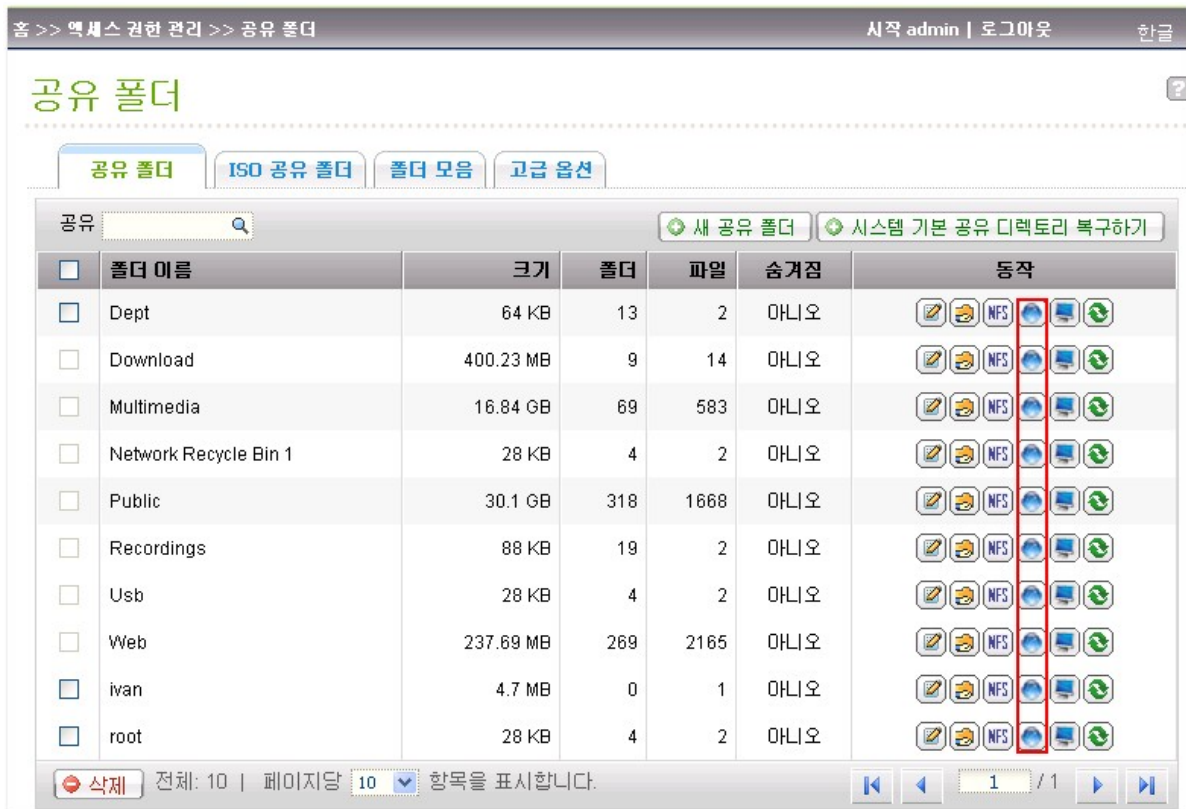 홈 >> 액세스 권한 관리 >> 공유 폴더 시작 admin | 로그아웃 한글
공유 폴더 ?
공유 폴더 ISO 공유 폴더 폴더 모음 고급 옵션
공유 새 공유 폴더 시스템 기본 공유 디렉토리 복구하기
폴더 이름 크기 폴더 파일 숨겨짐 동작
Dept 64 KB 13 2 아니오 NFS
Download 400.23 MB 9 14 아니오 NFS
Multimedia 16.84 GB 69 583 아니오 NFS
Network Recycle Bin 1 28 KB 4 2 아니오 NFS
Public 30.1 GB 318 1668 아니오 NFS
Recordings 88 KB 19 2 아니오 NFS
Usb 28 KB 4 2 아니오 NFS
Web 237.69 MB 269 2165 아니오 NFS
ivan 4.7 MB 0 1 아니오 NFS
root 28 KB 4 2 아니오 NFS
삭제 전체: 10 | 페이지당 10 항목을 표시합니다. 1 / 1